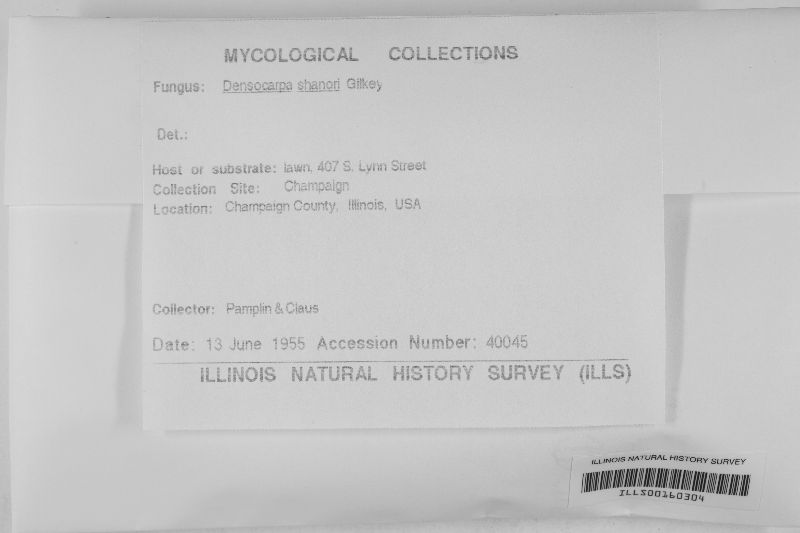 MYCOLOGICAL COLLECTIONS
Fungus: Densocarpa shanori Gilkey
Det.:
Host or substrate: lawn, 407 S. Lynn Street
Collection Site: Champaign
Location: Champaign County, Illinois, USA
Collector: Pamplin & Claus
Date: 13 June 1955 Accession Number: 40045
ILLINOIS NATURAL HISTORY SURVEY (ILLS)
ILLINOIS NATURAL HISTORY SURVEY
ILLS00160304